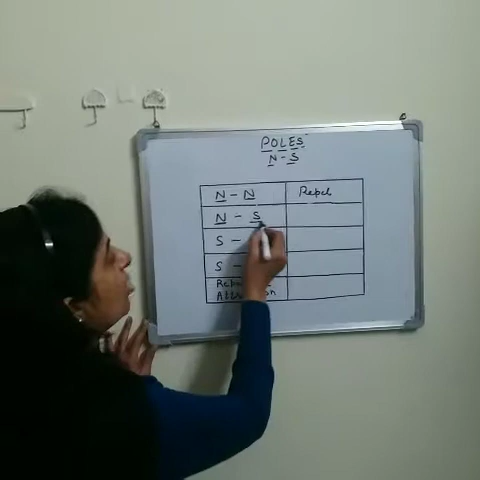 POLES
N - S
N - N Repel
N - S
S -
S -